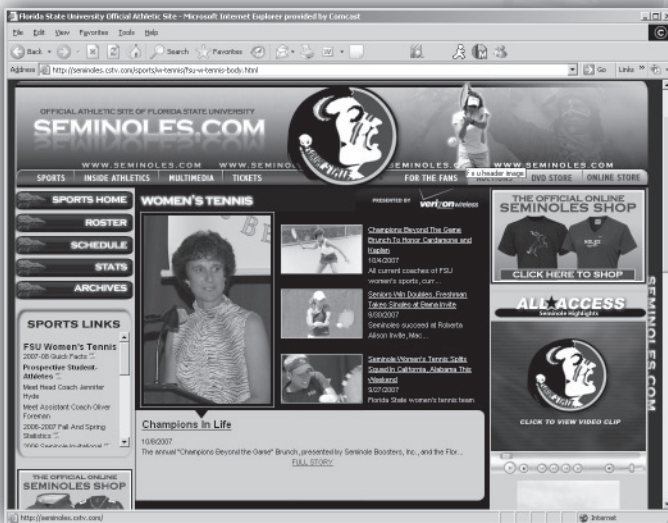 Florida State University Official Athletic Site - Microsoft Internet Explorer provided by Comcast
File Edit View Favorites Tools Help
Back Search Favorites
Address http://seminoles.cstv.com/sports/w-tennis/fsu-w-tennis-body.html Go Links
OFFICIAL ATHLETIC SITE OF FLORIDA STATE UNIVERSITY
SEMINOLES.COM
WWW.SEMINOLES.COM WWW.SEMINOLES.COM
SPORTS INSIDE ATHLETICS MULTIMEDIA TICKETS FOR THE FANS DVD STORE ONLINE STORE
Fsu header image
SPORTS HOME
ROSTER
SCHEDULE
STATS
ARCHIVES
SPORTS LINKS
FSU Women's Tennis
2007-08 Quick Facts
Prospective Student-
Athletes
Meet Head Coach Jennifer
Hyde
Meet Assistant Coach Oliver
Foreman
2006-2007 Fall And Spring
Statistics
2006 Seminole Invitational
THE OFFICIAL ONLINE
SEMINOLES SHOP
WOMEN'S TENNIS
PRESENTED BY verizon wireless
Champions Beyond The Game
Brunch To Honor Cardamone and
Kaplan
10/4/2007
All current coaches of FSU
women's sports, curr...
Seniors Win Doubles, Freshman
Takes Singles at Bama Invite
9/30/2007
Seminoles succeed at Roberta
Alison Invite, Mac...
Seminole Women's Tennis Splits
Squad In California, Alabama This
Weekend
9/27/2007
Florida State women's tennis team
Champions In Life
10/8/2007
The annual "Champions Beyond the Game" Brunch, presented by Seminole Boosters, Inc., and the Flor...
FULL STORY
THE OFFICIAL ONLINE
SEMINOLES SHOP
CLICK HERE TO SHOP
ALL ACCESS
Seminole Highlights
CLICK TO VIEW VIDEO CLIP
SEMINOLES.COM
http://seminoles.cstv.com/ Internet